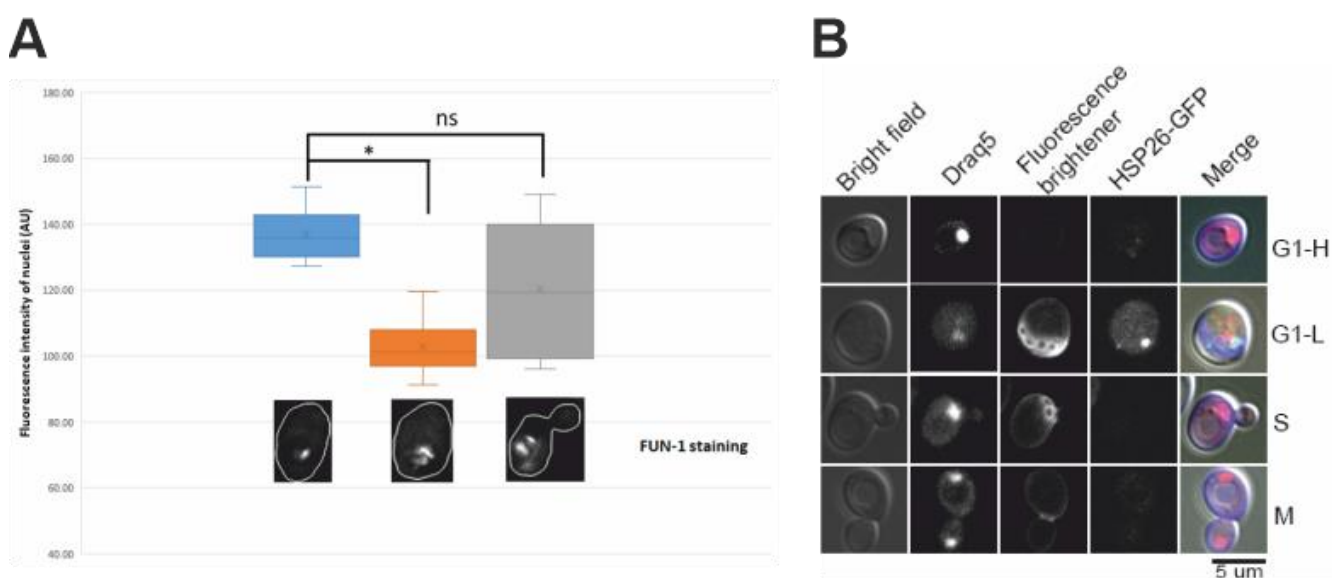 A
Fluorescence intensity of nuclei (AU)
180.00
160.00
140.00
120.00
100.00
80.00
60.00
40.00
ns
*
FUN-1 staining
B
Bright field
Draq5
Fluorescence
brightener
HSP26-GFP
Merge
G1-H
G1-L
S
M
5 um